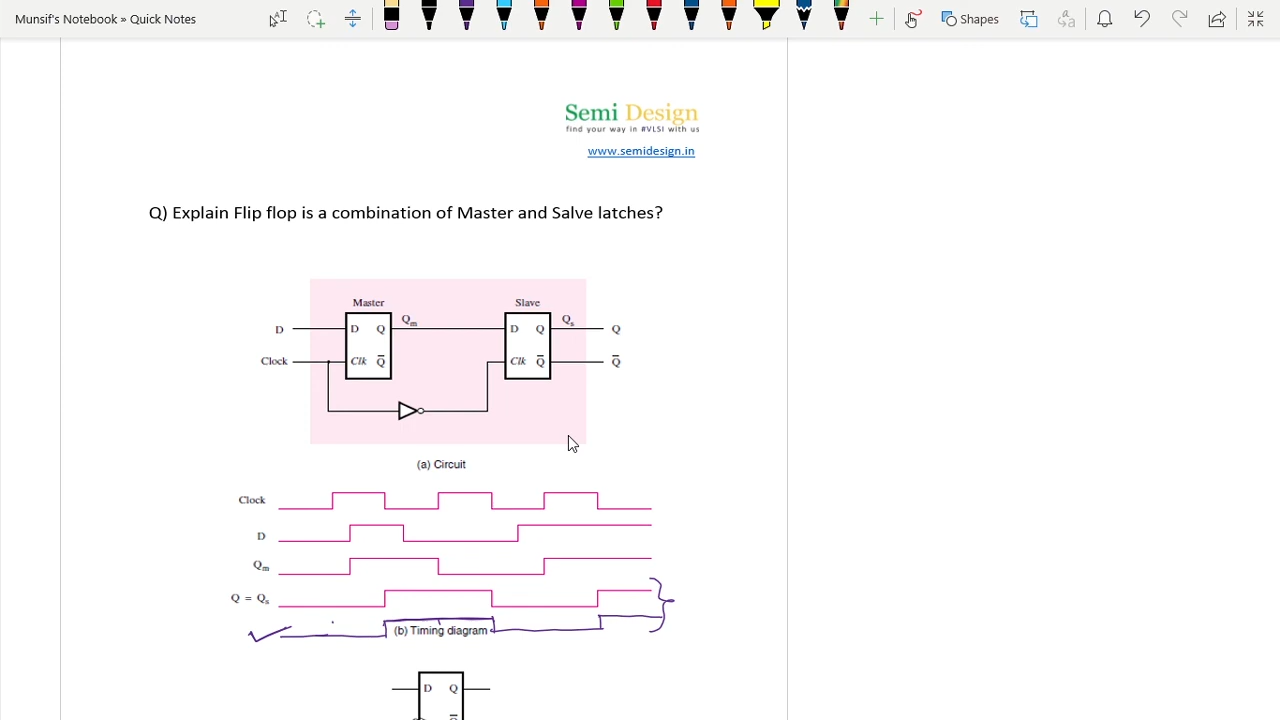 Munsif's Notebook » Quick Notes
Shapes
Semi Design
find your way in #VLSI with us
www.semidesign.in
Q) Explain Flip flop is a combination of Master and Salve latches?
Master Slave
D D Q Qm D Q Qs Q
Clock Clk Q̅ Clk Q̅ Q̅
(a) Circuit
Clock
D
Qm
Q = Qs
(b) Timing diagram
D Q